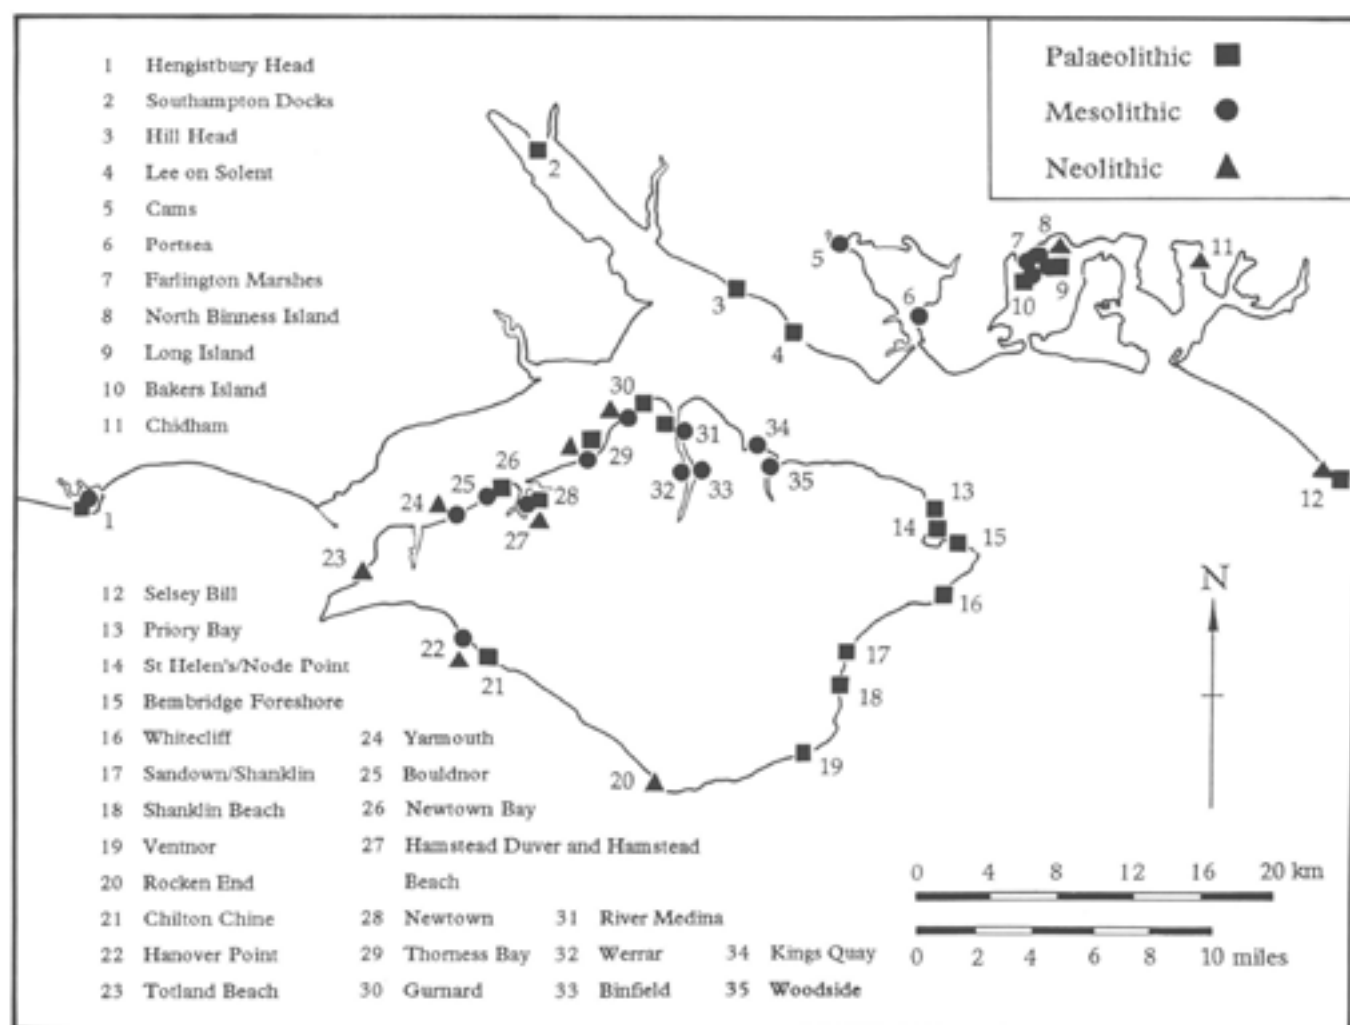 1 Hengistbury Head
2 Southampton Docks
3 Hill Head
4 Lee on Solent
5 Cams
6 Portsea
7 Farlington Marshes
8 North Binness Island
9 Long Island
10 Bakers Island
11 Chidham
Palaeolithic
Mesolithic
Neolithic
2
3
4
5
6
7
8
9
10
11
12
1
30
31
34
35
29
32
33
26
25
24
28
27
23
22
21
20
13
14
15
16
17
18
19
N
12 Selsey Bill
13 Priory Bay
14 St Helen's/Node Point
15 Bembridge Foreshore
16 Whitecliff
17 Sandown/Shanklin
18 Shanklin Beach
19 Ventnor
20 Rocken End
21 Chilton Chine
22 Hanover Point
23 Totland Beach
24 Yarmouth
25 Bouldnor
26 Newtown Bay
27 Hamstead Duver and Hamstead
Beach
28 Newtown
29 Thorness Bay
30 Gurnard
31 River Medina
32 Werrar
33 Binfield
34 Kings Quay
35 Woodside
0 4 8 12 16 20 km
0 2 4 6 8 10 miles